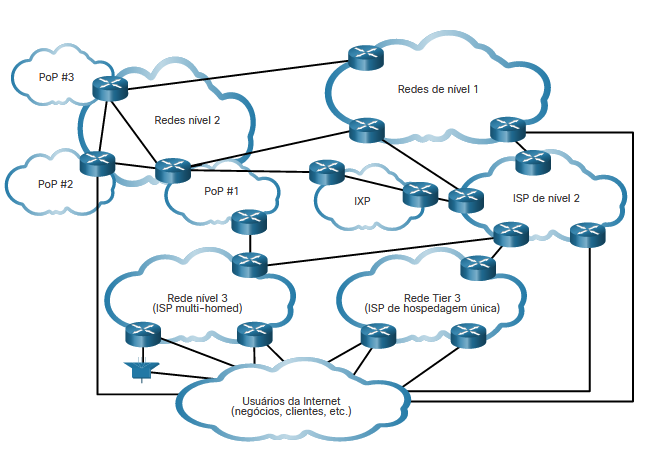 PoP #3
Redes nível 2
Redes de nível 1
PoP #2
PoP #1
IXP
ISP de nível 2
Rede nível 3
(ISP multi-homed)
Rede Tier 3
(ISP de hospedagem única)
Usuários da Internet
(negócios, clientes, etc.)